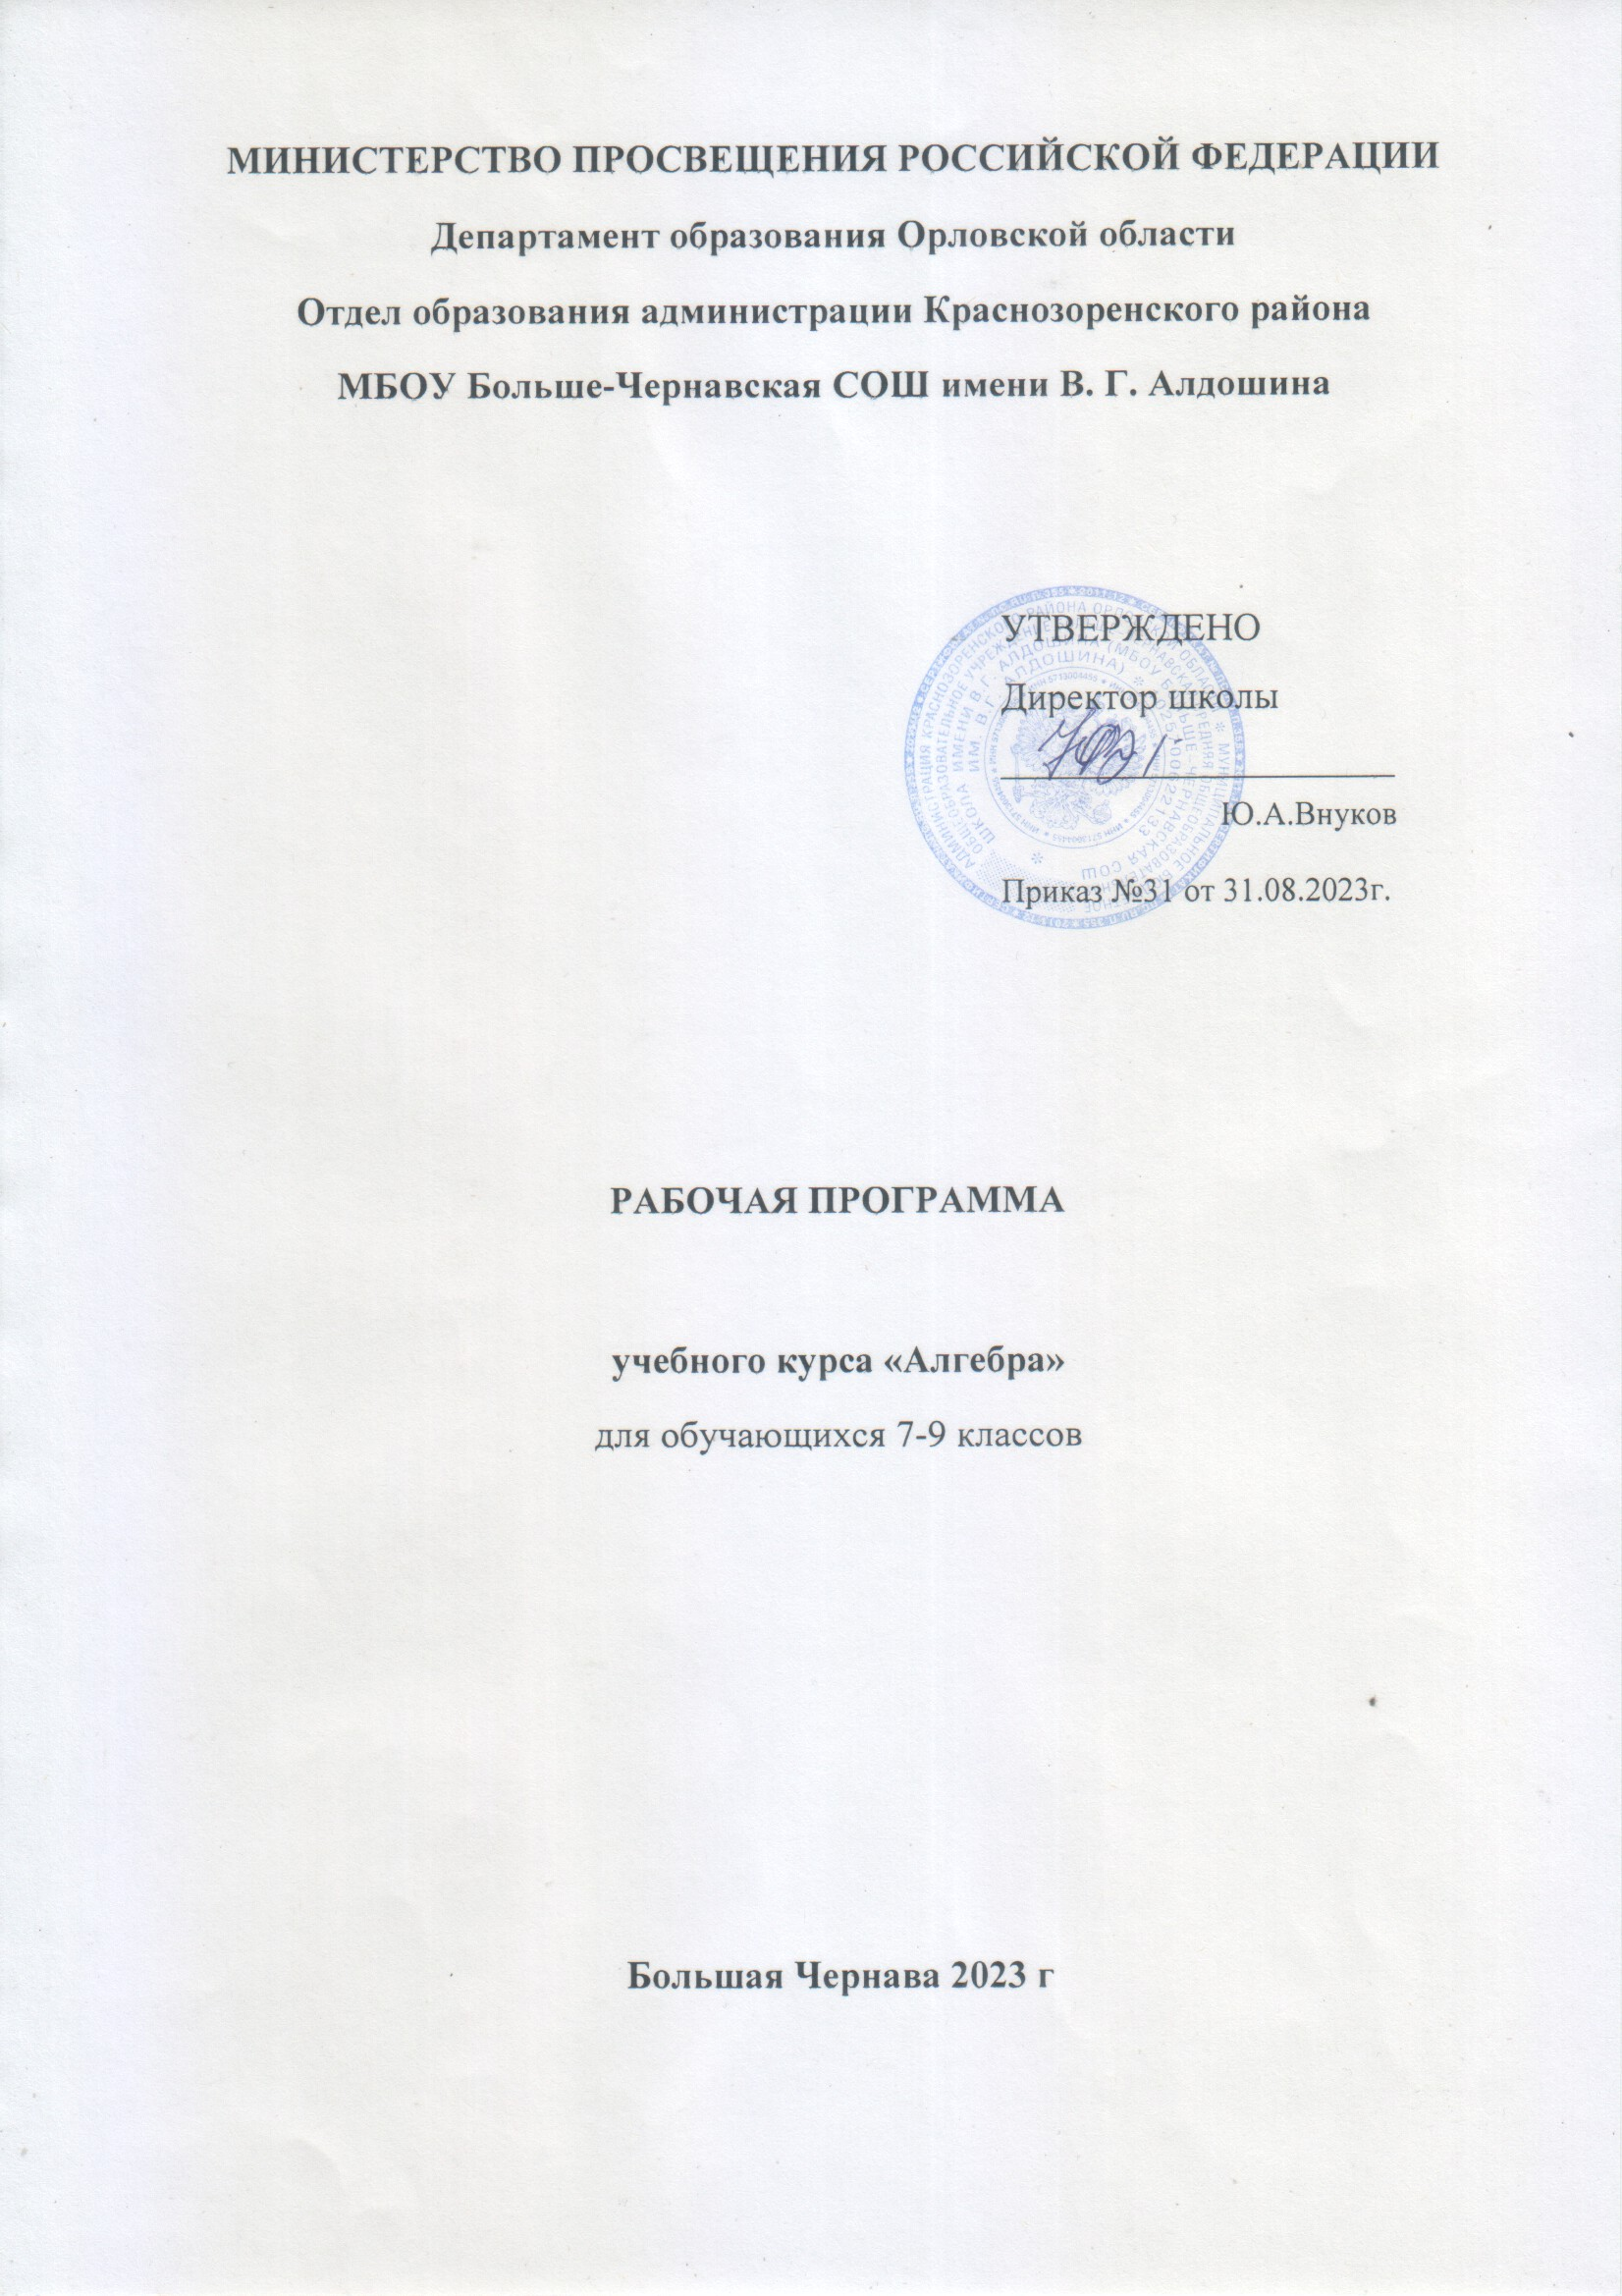 МИНИСТЕРСТВО ПРОСВЕЩЕНИЯ РОССИЙСКОЙ ФЕДЕРАЦИИ
Департамент образования Орловской области
Отдел образования администрации Краснозоренского района
МБОУ Больше-Чернавская СОШ имени В. Г. Алдошина
УТВЕРЖДЕНО
Директор школы
Ю.А.Внуков
Приказ №31 от 31.08.2023г.
РАБОЧАЯ ПРОГРАММА
учебного курса «Алгебра»
для обучающихся 7-9 классов
Большая Чернава 2023 г